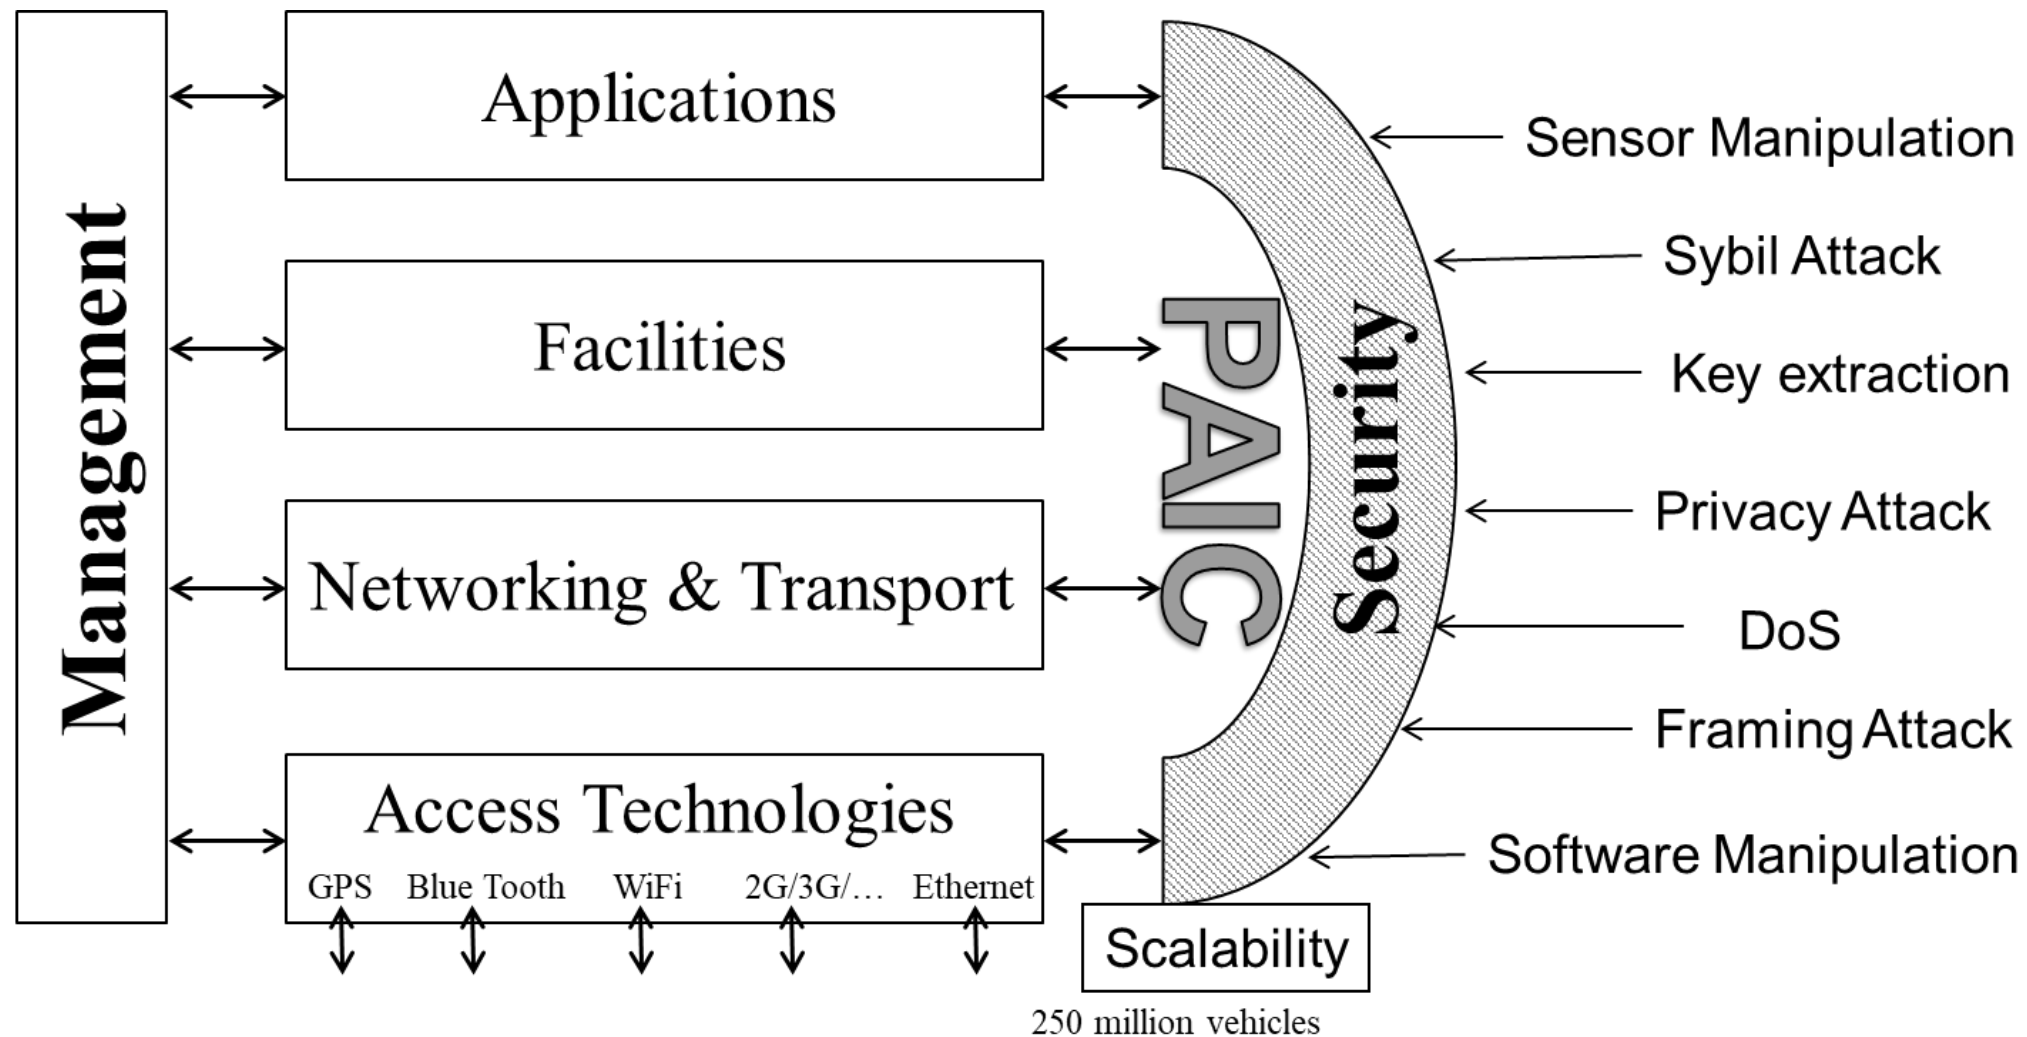 Management
Applications
Facilities
Networking & Transport
Access Technologies
GPS Blue Tooth WiFi 2G/3G/... Ethernet
PAIC
Security
Sensor Manipulation
Sybil Attack
Key extraction
Privacy Attack
DoS
Framing Attack
Software Manipulation
Scalability
250 million vehicles